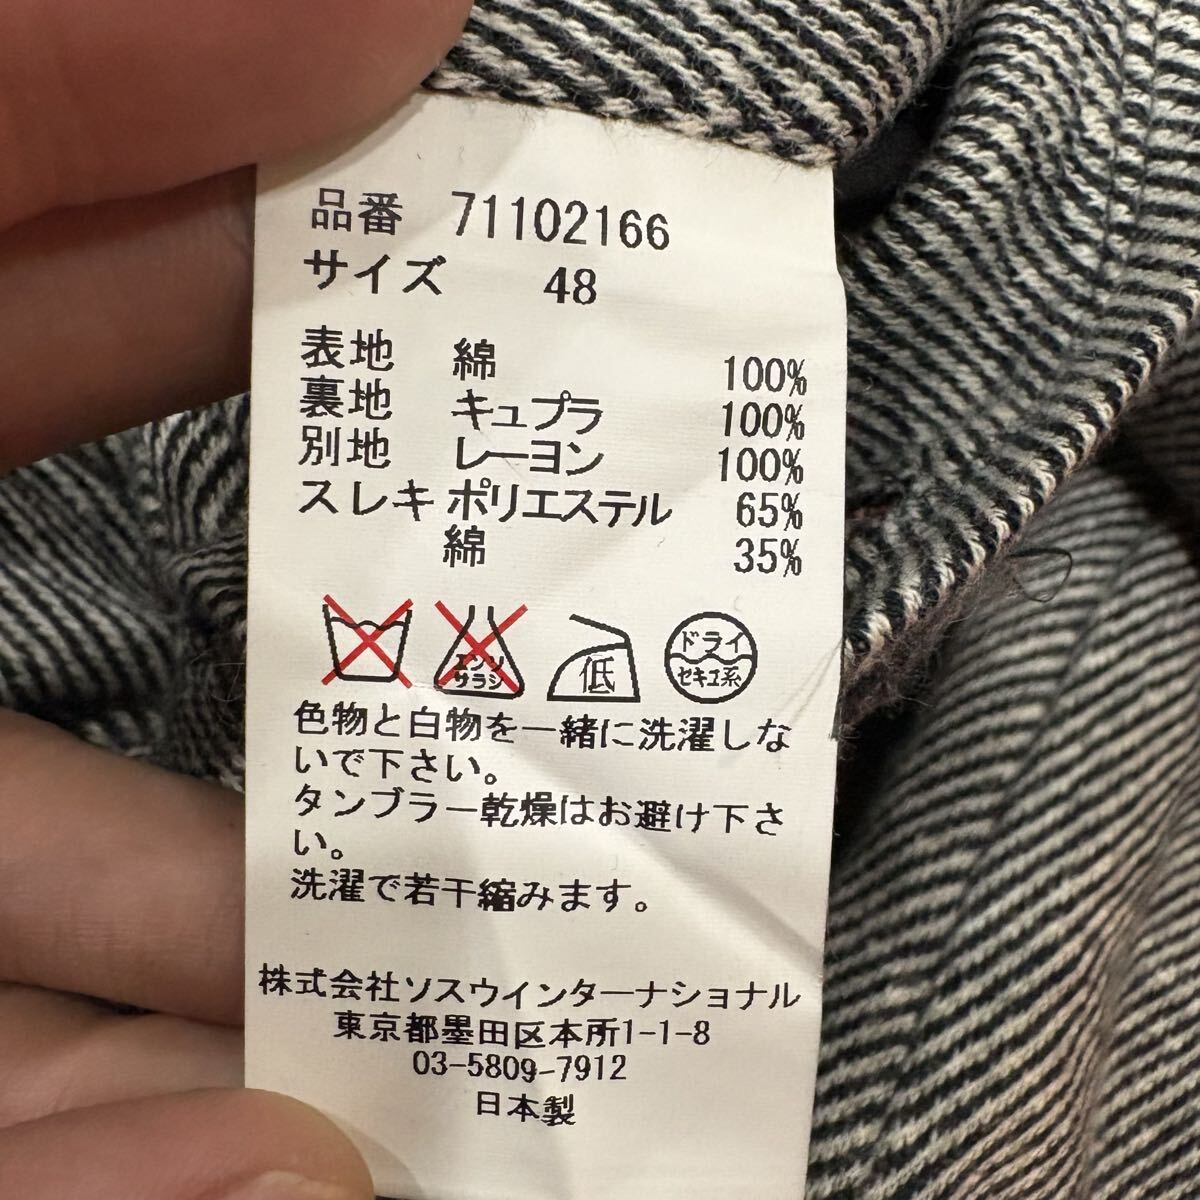 品番 71102166
サイズ 48
表地 綿 100%
裏地 キュプラ 100%
別地 レーヨン 100%
スレキ ポリエステル 65%
綿 35%
エンソ
サラシ
低
ドライ
セキユ系
色物と白物を一緒に洗濯しな
いで下さい。
タンブラー乾燥はお避け下さ
い。
洗濯で若干縮みます。
株式会社ソスウインターナショナル
東京都墨田区本所1-1-8
03-5809-7912
日本製